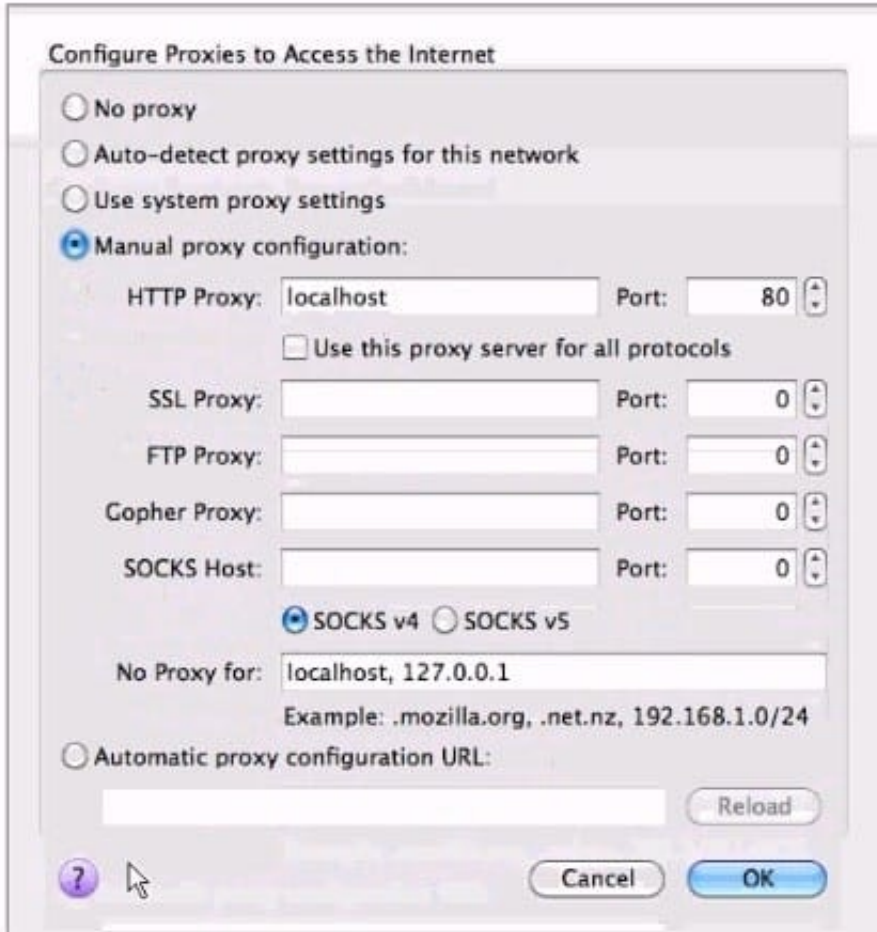 Configure Proxies to Access the Internet
No proxy
Auto-detect proxy settings for this network
Use system proxy settings
Manual proxy configuration:
HTTP Proxy: localhost Port: 80
Use this proxy server for all protocols
SSL Proxy: Port: 0
FTP Proxy: Port: 0
Gopher Proxy: Port: 0
SOCKS Host: Port: 0
SOCKS v4 SOCKS v5
No Proxy for: localhost, 127.0.0.1
Example: .mozilla.org, .net.nz, 192.168.1.0/24
Automatic proxy configuration URL:
Reload
? Cancel OK